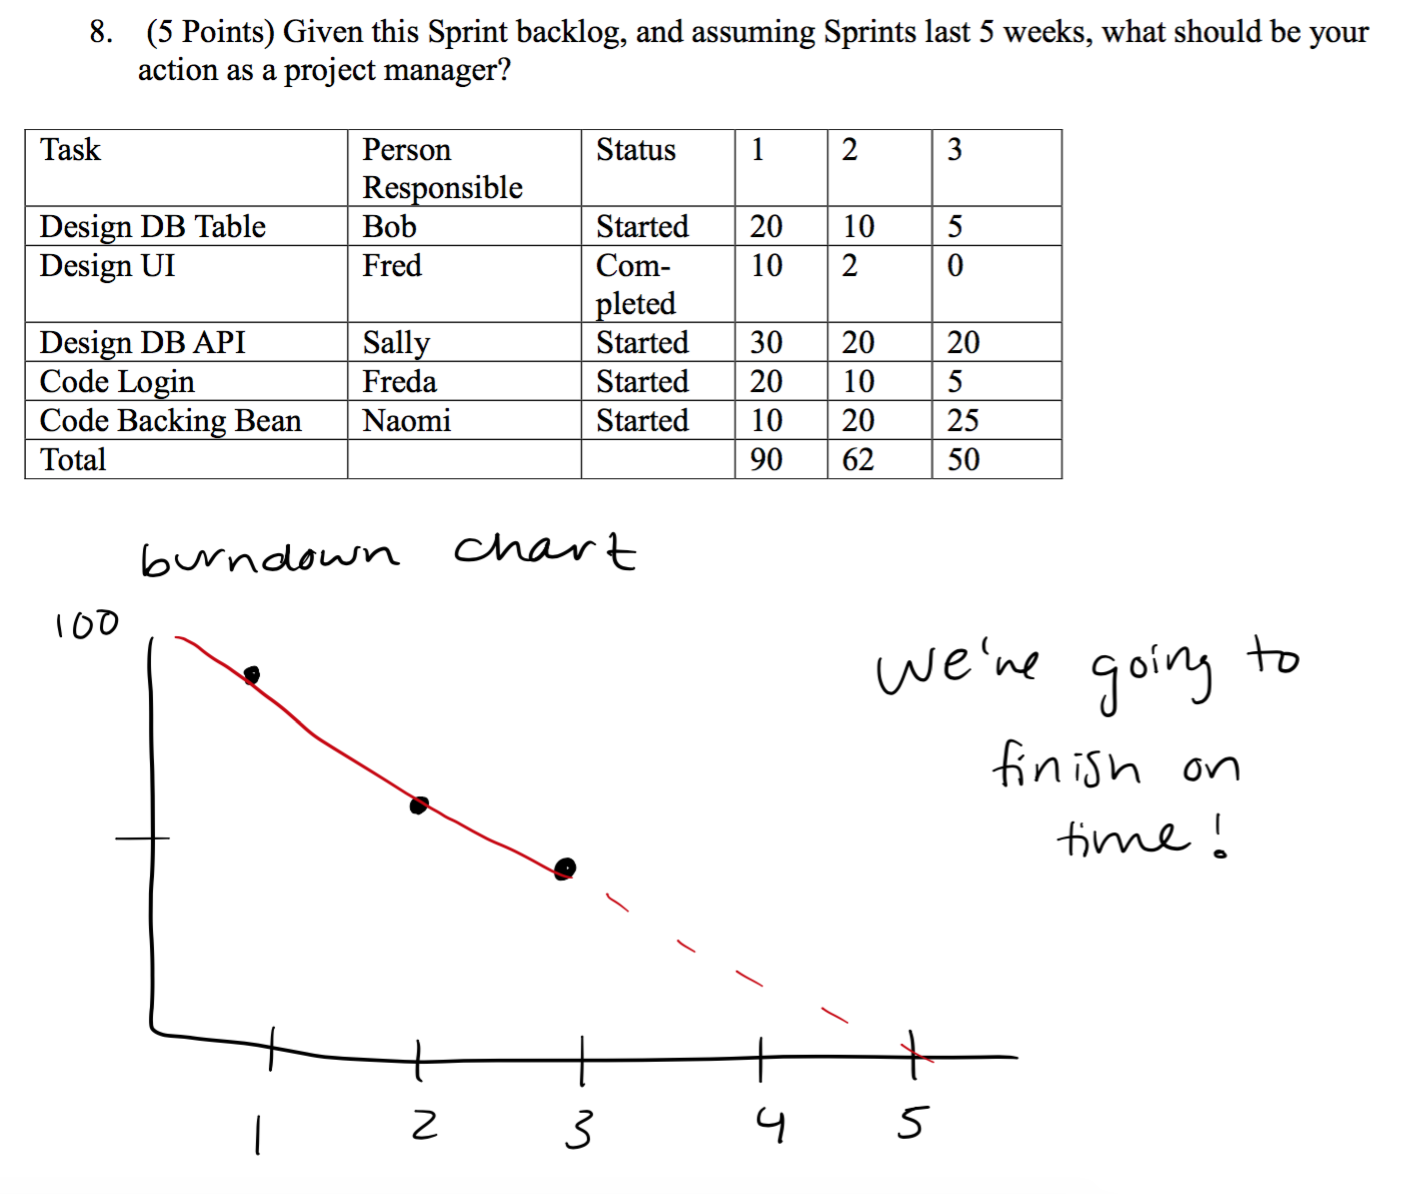 8. (5 Points) Given this Sprint backlog, and assuming Sprints last 5 weeks, what should be your
action as a project manager?
Task Person Responsible Status 1 2 3
Design DB Table Bob Started 20 10 5
Design UI Fred Com-pleted 10 2 0
Design DB API Sally Started 30 20 20
Code Login Freda Started 20 10 5
Code Backing Bean Naomi Started 10 20 25
Total 90 62 50
burndown chart
100
We're going to
finish on
time!
1 2 3 4 5